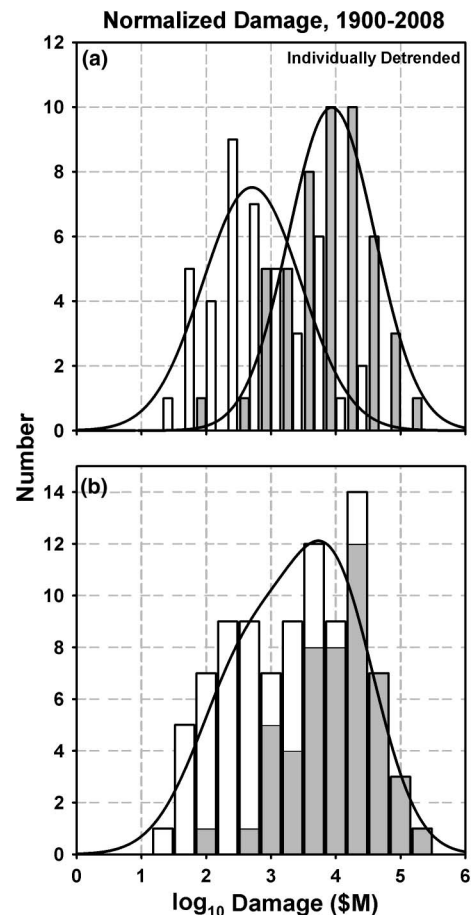 Normalized Damage, 1900-2008
(a)
Individually Detrended
12
10
8
6
4
2
0
Number
(b)
14
12
10
8
6
4
2
0
0 1 2 3 4 5 6
log10 Damage ($M)